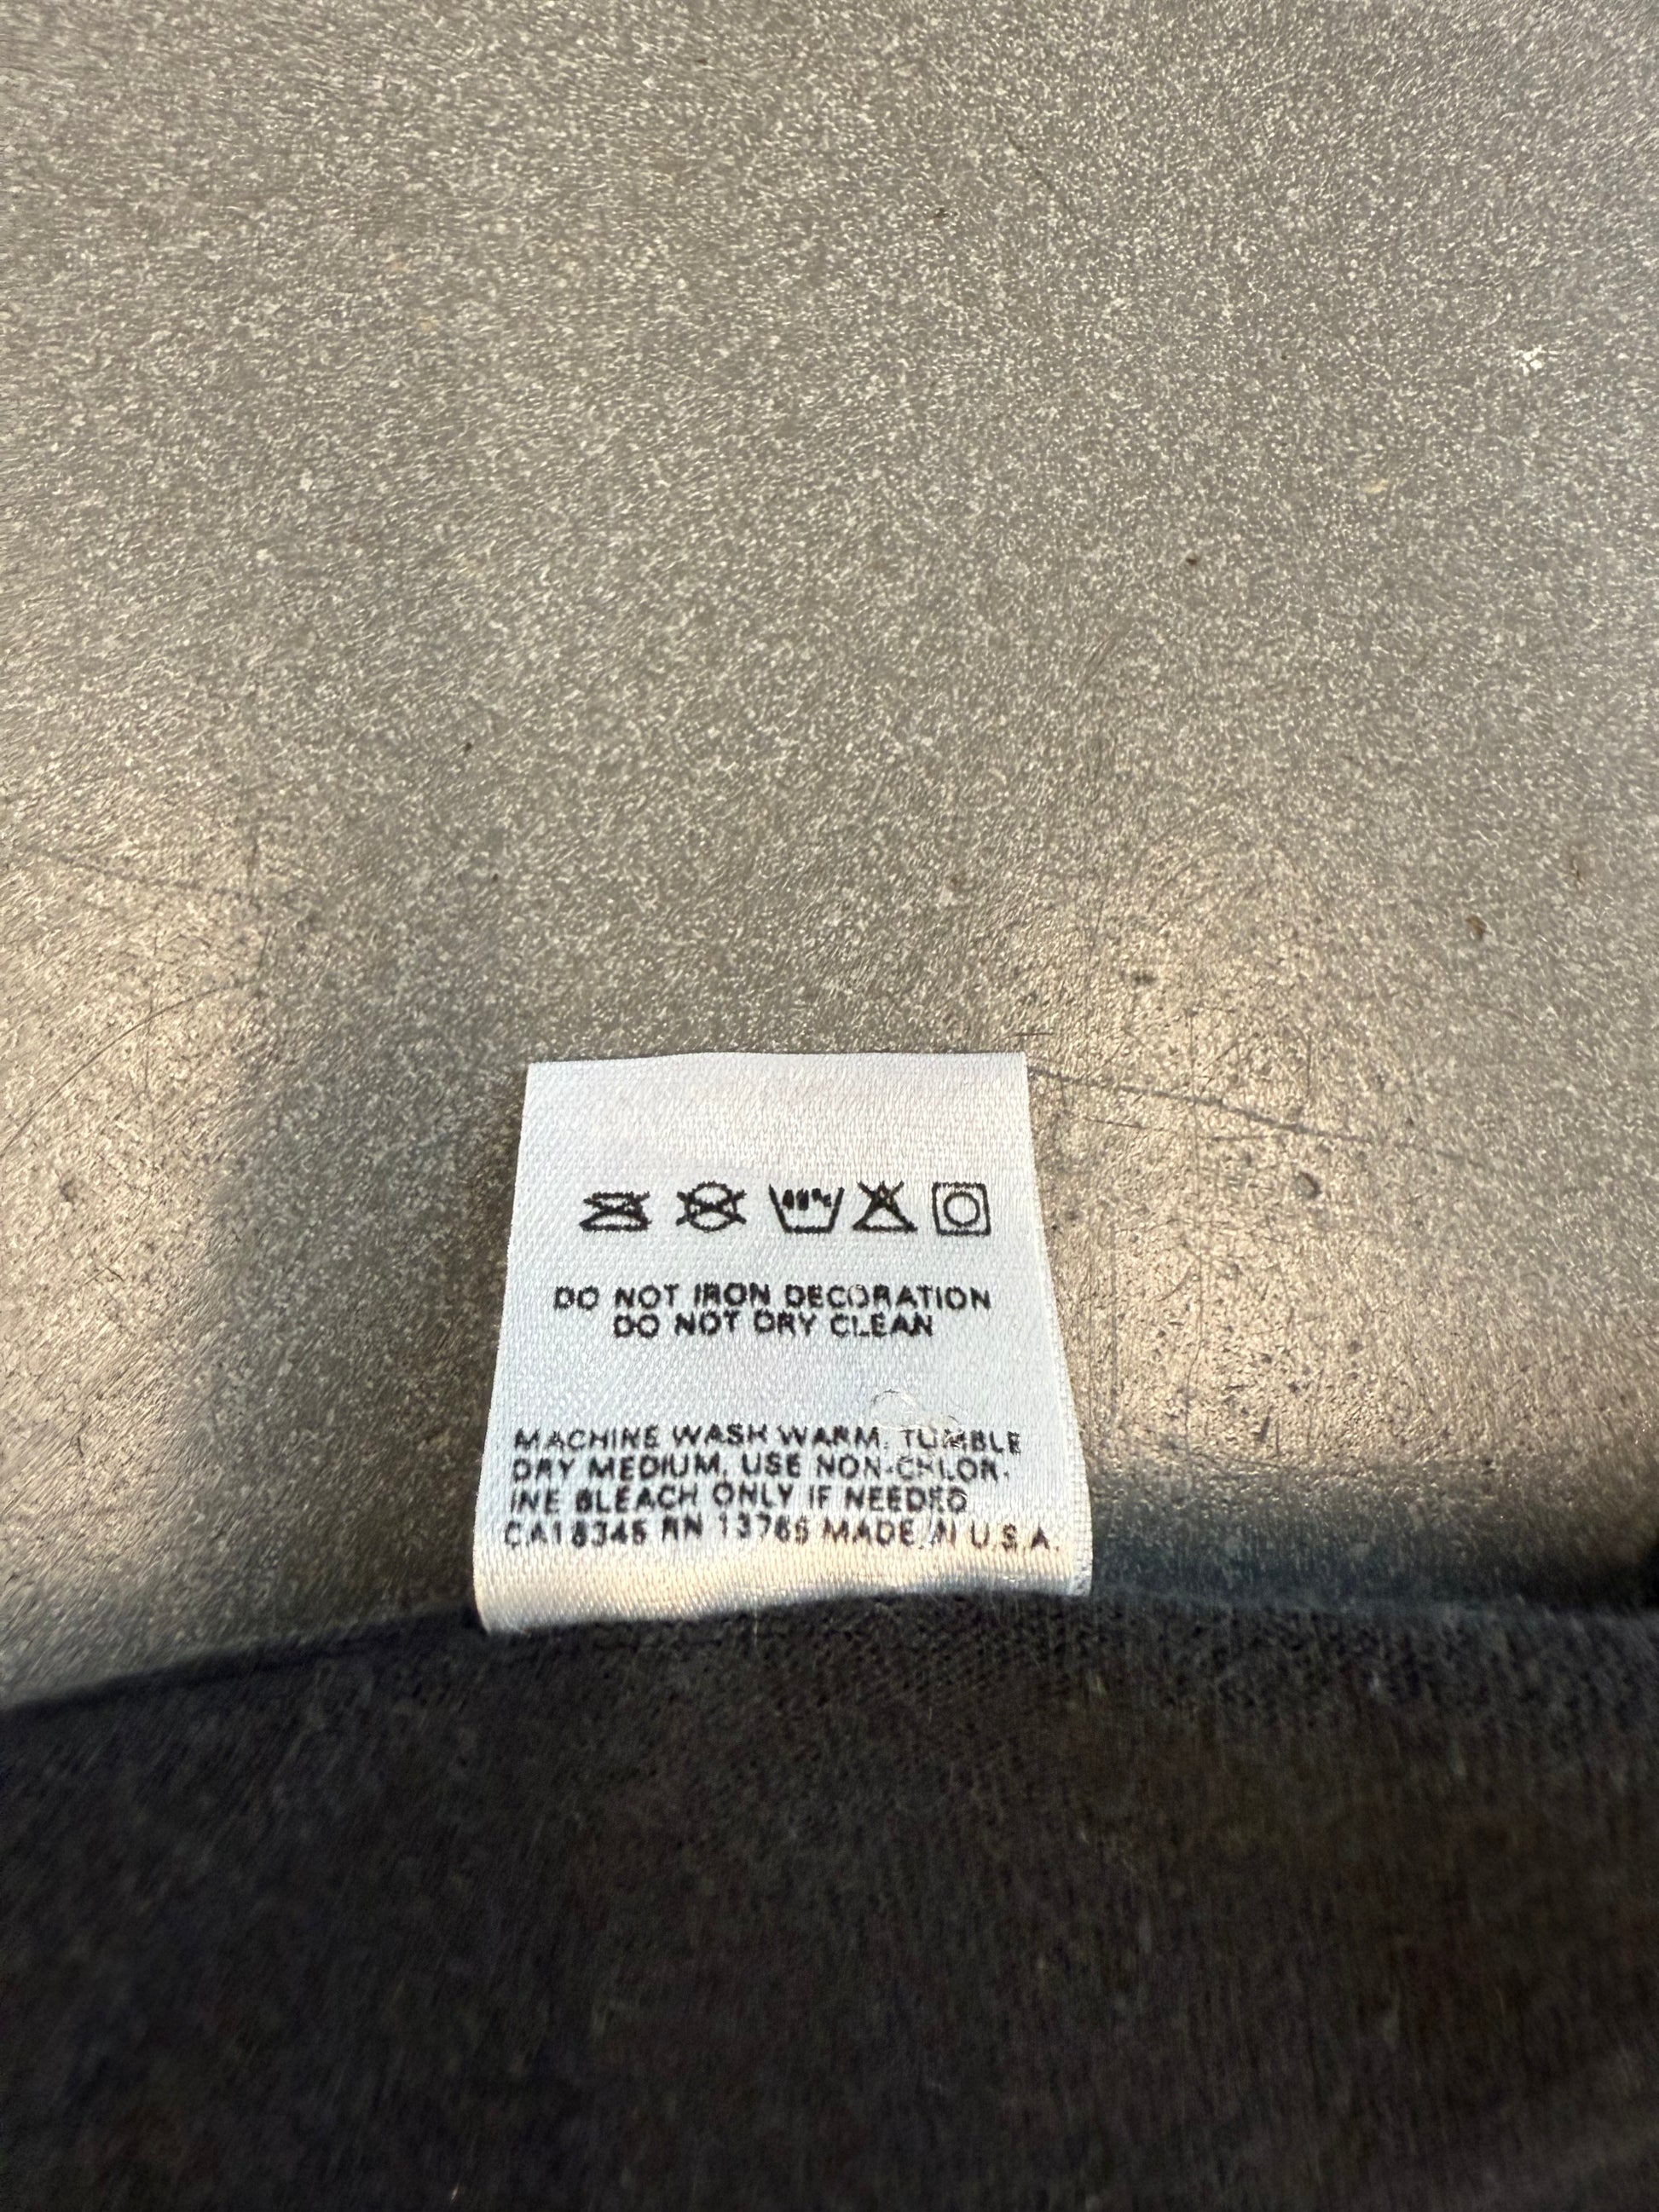 40°C
DO NOT IRON DECORATION
DO NOT DRY CLEAN
MACHINE WASH WARM, TUMBLE
DRY MEDIUM, USE NON-CHLOR-
INE BLEACH ONLY IF NEEDED
CA18345 RN 13765 MADE IN U.S.A.